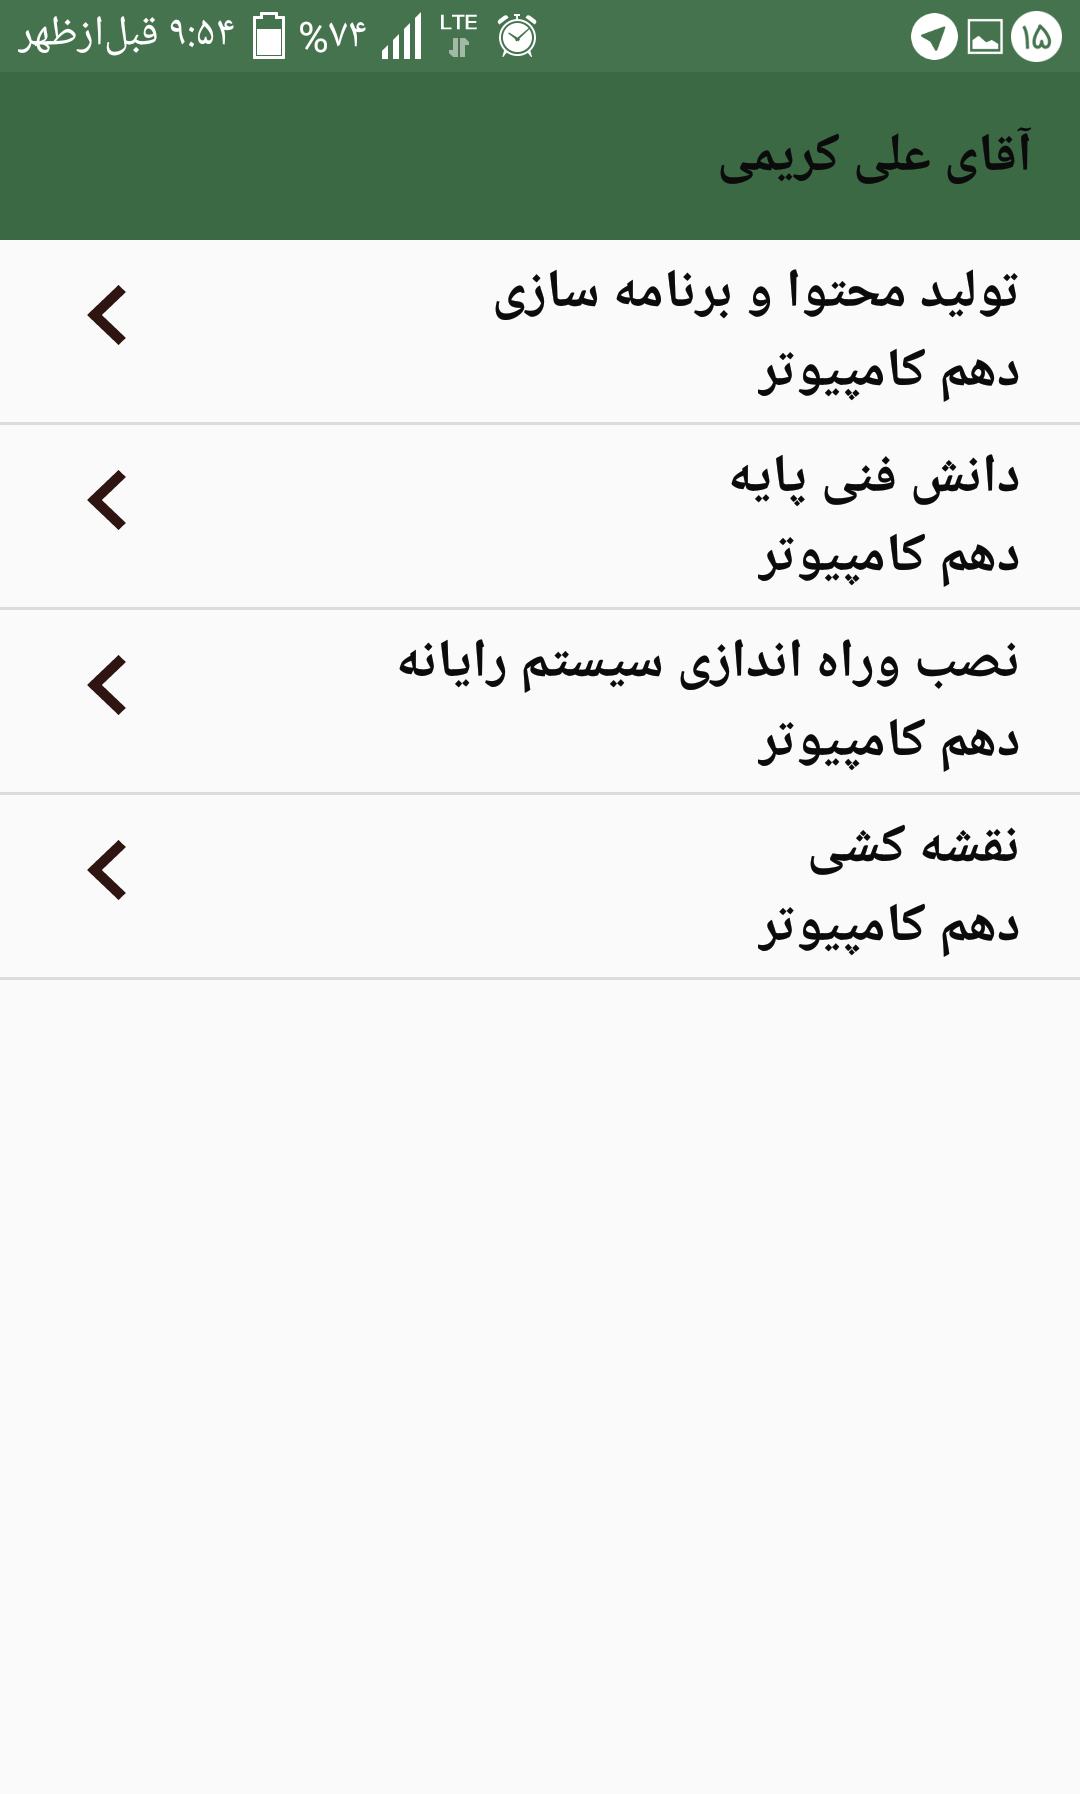 ۹:۵۴ قبل‌ازظهر
%۷۴
LTE
۱۵
آقای علی کریمی
تولید محتوا و برنامه سازی
دهم کامپیوتر
دانش فنی پایه
دهم کامپیوتر
نصب وراه اندازی سیستم رایانه
دهم کامپیوتر
نقشه کشی
دهم کامپیوتر